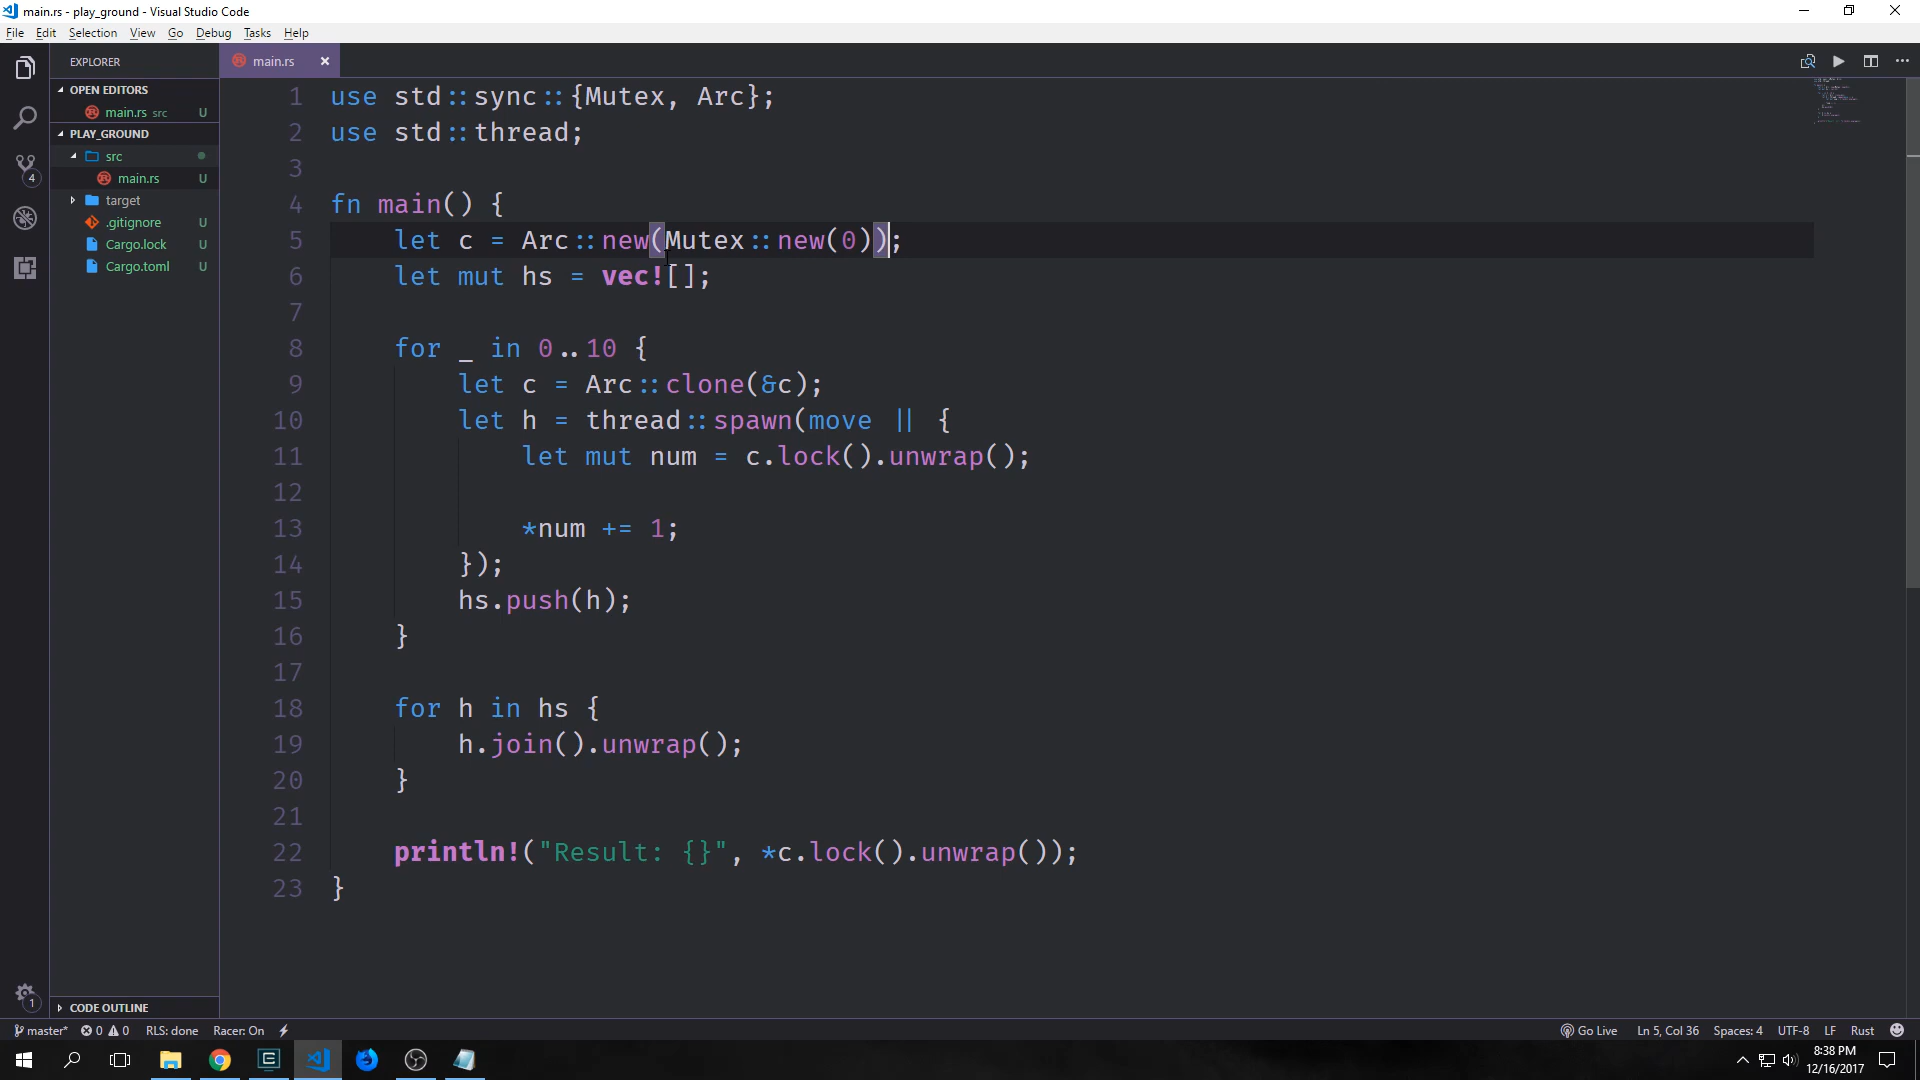 main.rs - play_ground - Visual Studio Code
File Edit Selection View Go Debug Tasks Help
EXPLORER
OPEN EDITORS
main.rs src U
PLAY_GROUND
src
main.rs U
target
.gitignore U
Cargo.lock U
Cargo.toml U
CODE OUTLINE
main.rs ×
1 use std::sync::{Mutex, Arc};
2 use std::thread;
3
4 fn main() {
5     let c = Arc::new(Mutex::new(0));
6     let mut hs = vec![];
7
8     for _ in 0..10 {
9         let c = Arc::clone(&c);
10         let h = thread::spawn(move || {
11             let mut num = c.lock().unwrap();
12
13             *num += 1;
14         });
15         hs.push(h);
16     }
17
18     for h in hs {
19         h.join().unwrap();
20     }
21
22     println!("Result: {}", *c.lock().unwrap());
23 }
4
1
master* 0 0 RLS: done Racer: On Go Live Ln 5, Col 36 Spaces: 4 UTF-8 LF Rust
8:38 PM
12/16/2017